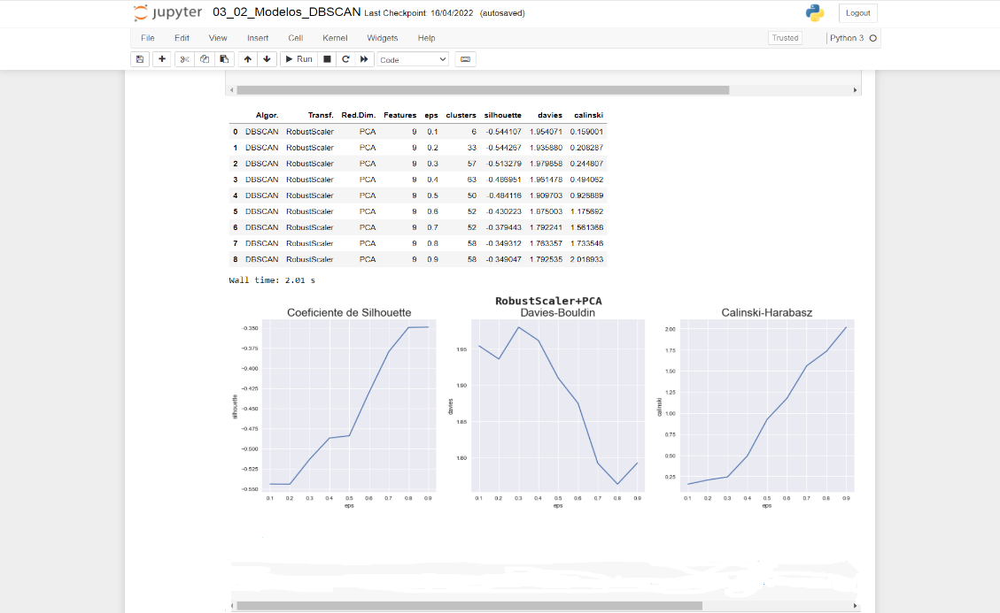 jupyter 03_02_Modelos_DBSCAN Last Checkpoint: 16/04/2022 (autosaved) Logout
File Edit View Insert Cell Kernel Widgets Help Trusted Python 3
Run Code
Algor. Transf. Red.Dim. Features eps clusters silhouette davies calinski
0 DBSCAN RobustScaler PCA 9 0.1 6 -0.544107 1.954071 0.159001
1 DBSCAN RobustScaler PCA 9 0.2 33 -0.544267 1.935880 0.208287
2 DBSCAN RobustScaler PCA 9 0.3 57 -0.513279 1.979858 0.244807
3 DBSCAN RobustScaler PCA 9 0.4 63 -0.486951 1.961478 0.494062
4 DBSCAN RobustScaler PCA 9 0.5 50 -0.484116 1.909703 0.926889
5 DBSCAN RobustScaler PCA 9 0.6 52 -0.430223 1.875003 1.175692
6 DBSCAN RobustScaler PCA 9 0.7 52 -0.379443 1.792241 1.561368
7 DBSCAN RobustScaler PCA 9 0.8 58 -0.349312 1.763357 1.733546
8 DBSCAN RobustScaler PCA 9 0.9 58 -0.349047 1.792535 2.018933
Wall time: 2.01 s
RobustScaler+PCA
Coeficiente de Silhouette
-0.350
-0.375
-0.400
-0.425
-0.450
-0.475
-0.500
-0.525
-0.550
silhouette
0.1 0.2 0.3 0.4 0.5 0.6 0.7 0.8 0.9
eps
Davies-Bouldin
1.95
1.90
1.85
1.80
davies
0.1 0.2 0.3 0.4 0.5 0.6 0.7 0.8 0.9
eps
Calinski-Harabasz
2.00
1.75
1.50
1.25
1.00
0.75
0.50
0.25
calinski
0.1 0.2 0.3 0.4 0.5 0.6 0.7 0.8 0.9
eps